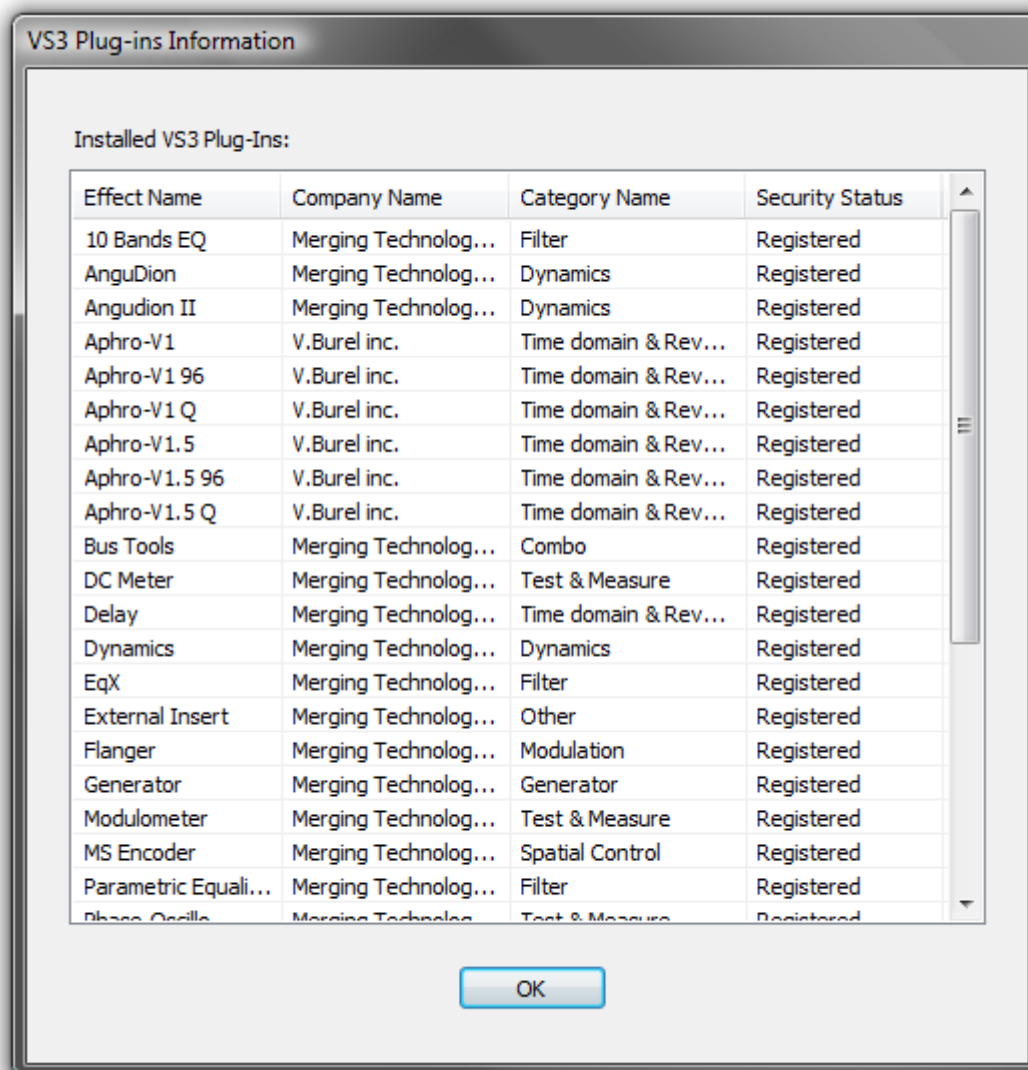 VS3 Plug-ins Information
Installed VS3 Plug-Ins:
Effect Name Company Name Category Name Security Status
10 Bands EQ Merging Technolog... Filter Registered
AnguDion Merging Technolog... Dynamics Registered
Angudion II Merging Technolog... Dynamics Registered
Aphro-V1 V.Burel inc. Time domain & Rev... Registered
Aphro-V1 96 V.Burel inc. Time domain & Rev... Registered
Aphro-V1 Q V.Burel inc. Time domain & Rev... Registered
Aphro-V1.5 V.Burel inc. Time domain & Rev... Registered
Aphro-V1.5 96 V.Burel inc. Time domain & Rev... Registered
Aphro-V1.5 Q V.Burel inc. Time domain & Rev... Registered
Bus Tools Merging Technolog... Combo Registered
DC Meter Merging Technolog... Test & Measure Registered
Delay Merging Technolog... Time domain & Rev... Registered
Dynamics Merging Technolog... Dynamics Registered
EqX Merging Technolog... Filter Registered
External Insert Merging Technolog... Other Registered
Flanger Merging Technolog... Modulation Registered
Generator Merging Technolog... Generator Registered
Modulometer Merging Technolog... Test & Measure Registered
MS Encoder Merging Technolog... Spatial Control Registered
Parametric Equali... Merging Technolog... Filter Registered
Phase Oscillo Merging Technolog... Test & Measure Registered
OK